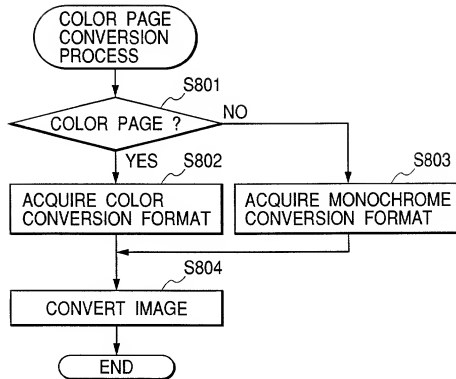 COLOR PAGE
CONVERSION
PROCESS
S801
COLOR PAGE ?
NO
YES
S802
S803
ACQUIRE COLOR
CONVERSION FORMAT
ACQUIRE MONOCHROME
CONVERSION FORMAT
S804
CONVERT IMAGE
END